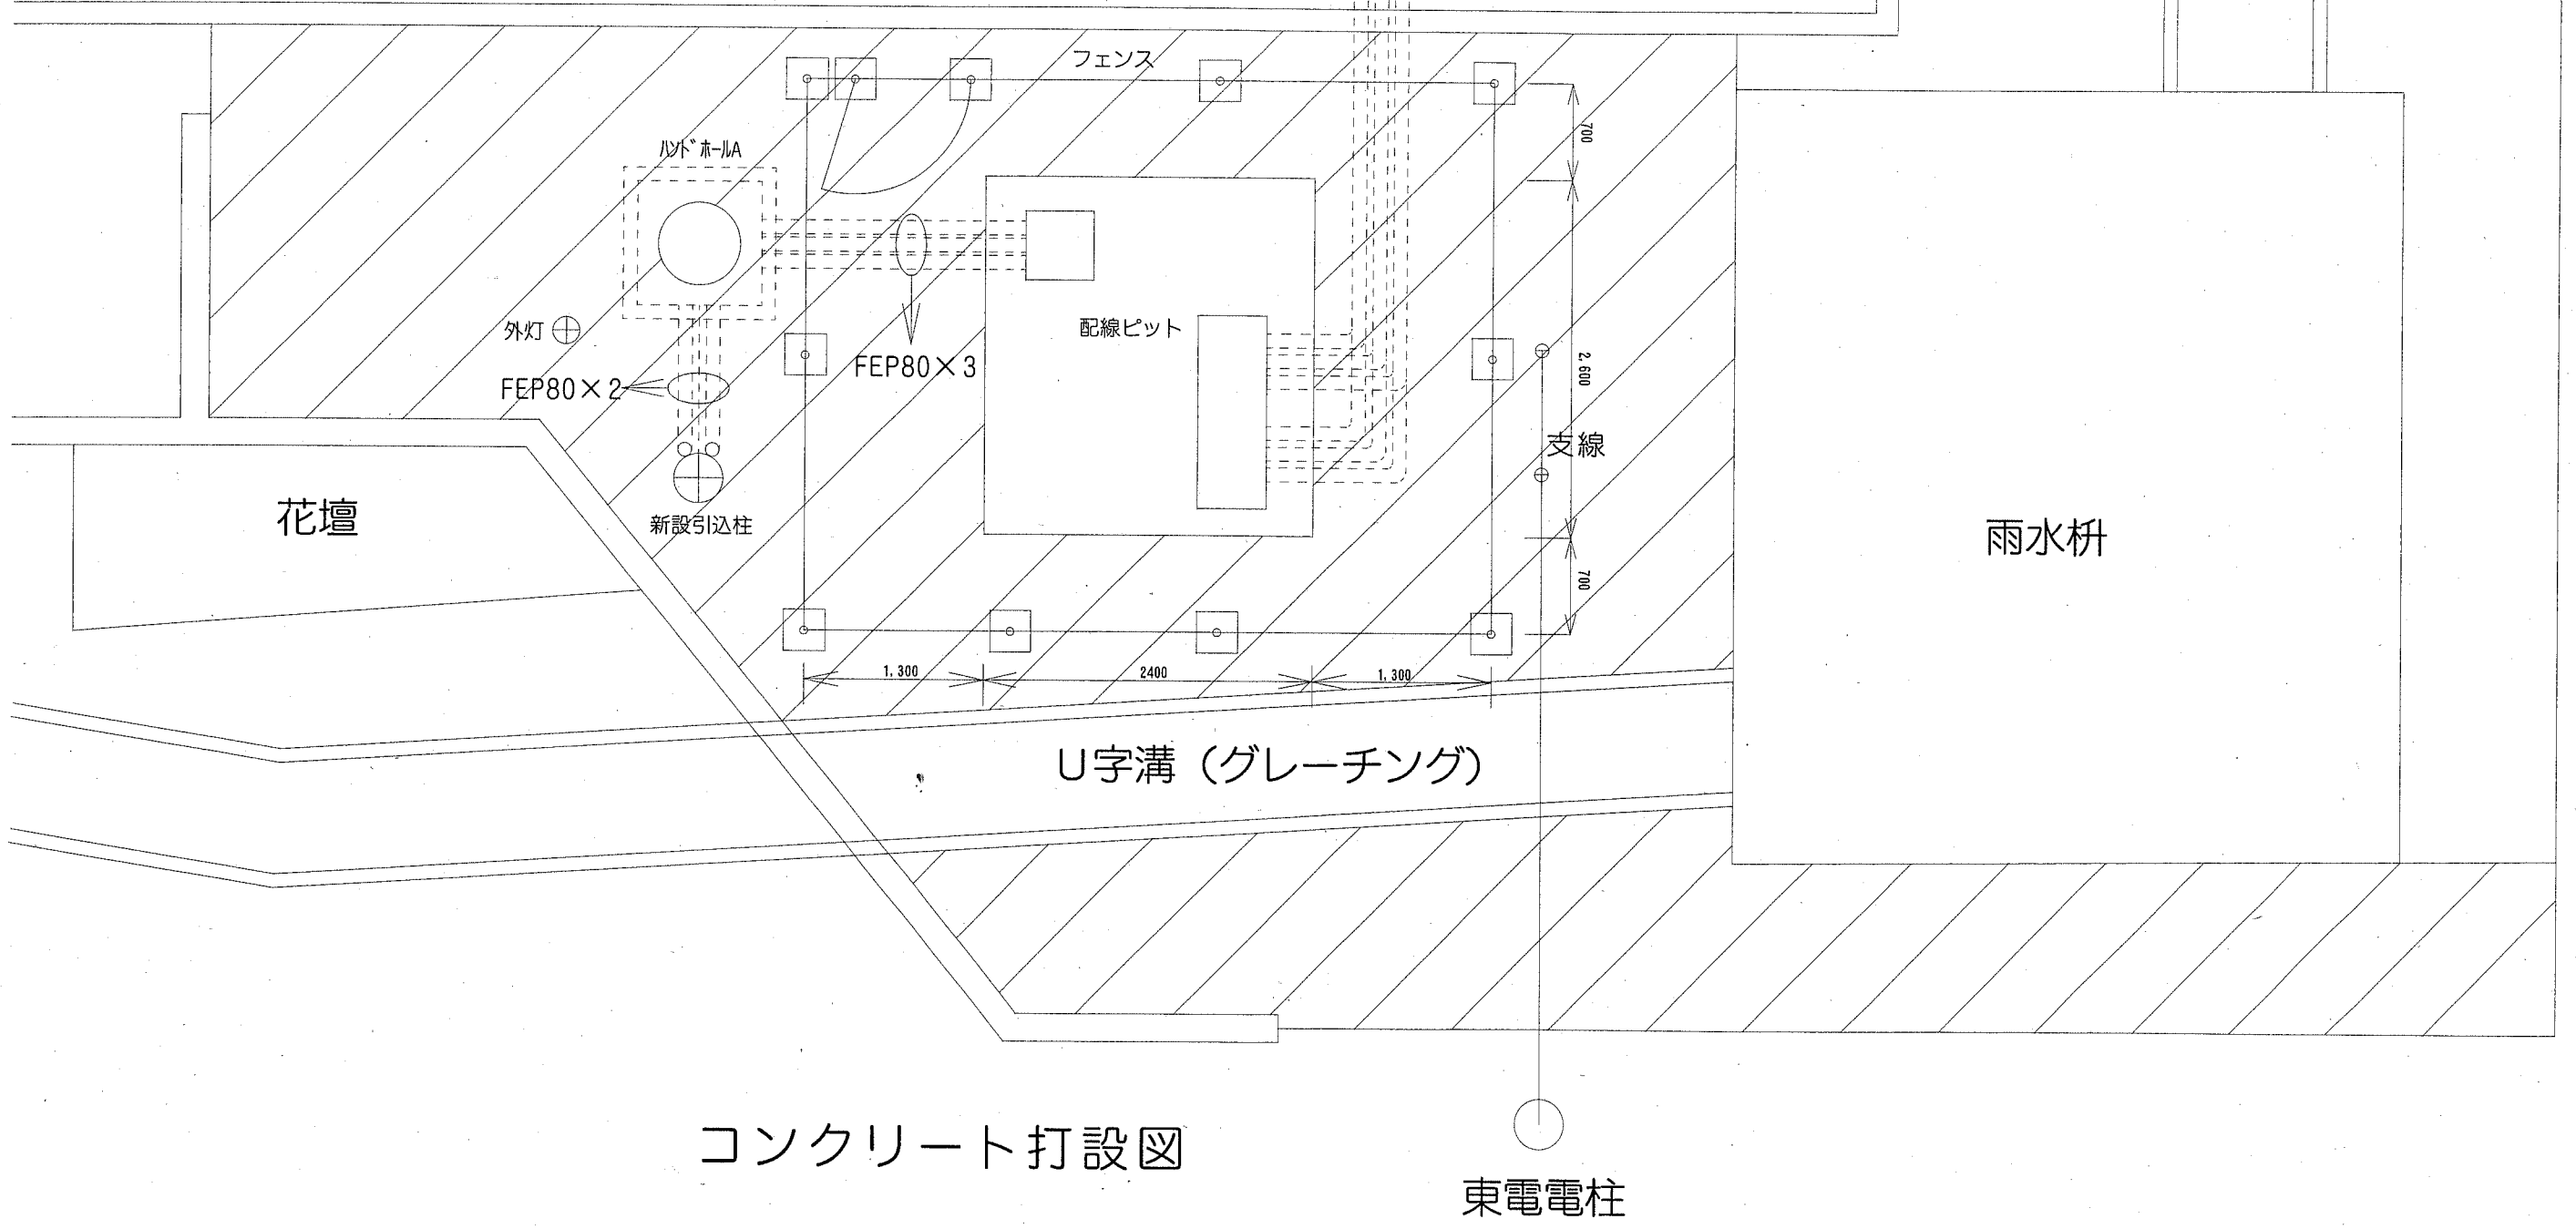 フェンス
700
ハンドホールA
外灯
配線ピット
2,600
FEP80×3
FEP80×2
支線
花壇
新設引込柱
雨水枡
700
1,300
2400
1,300
U字溝（グレーチング）
コンクリート打設図
東電電柱